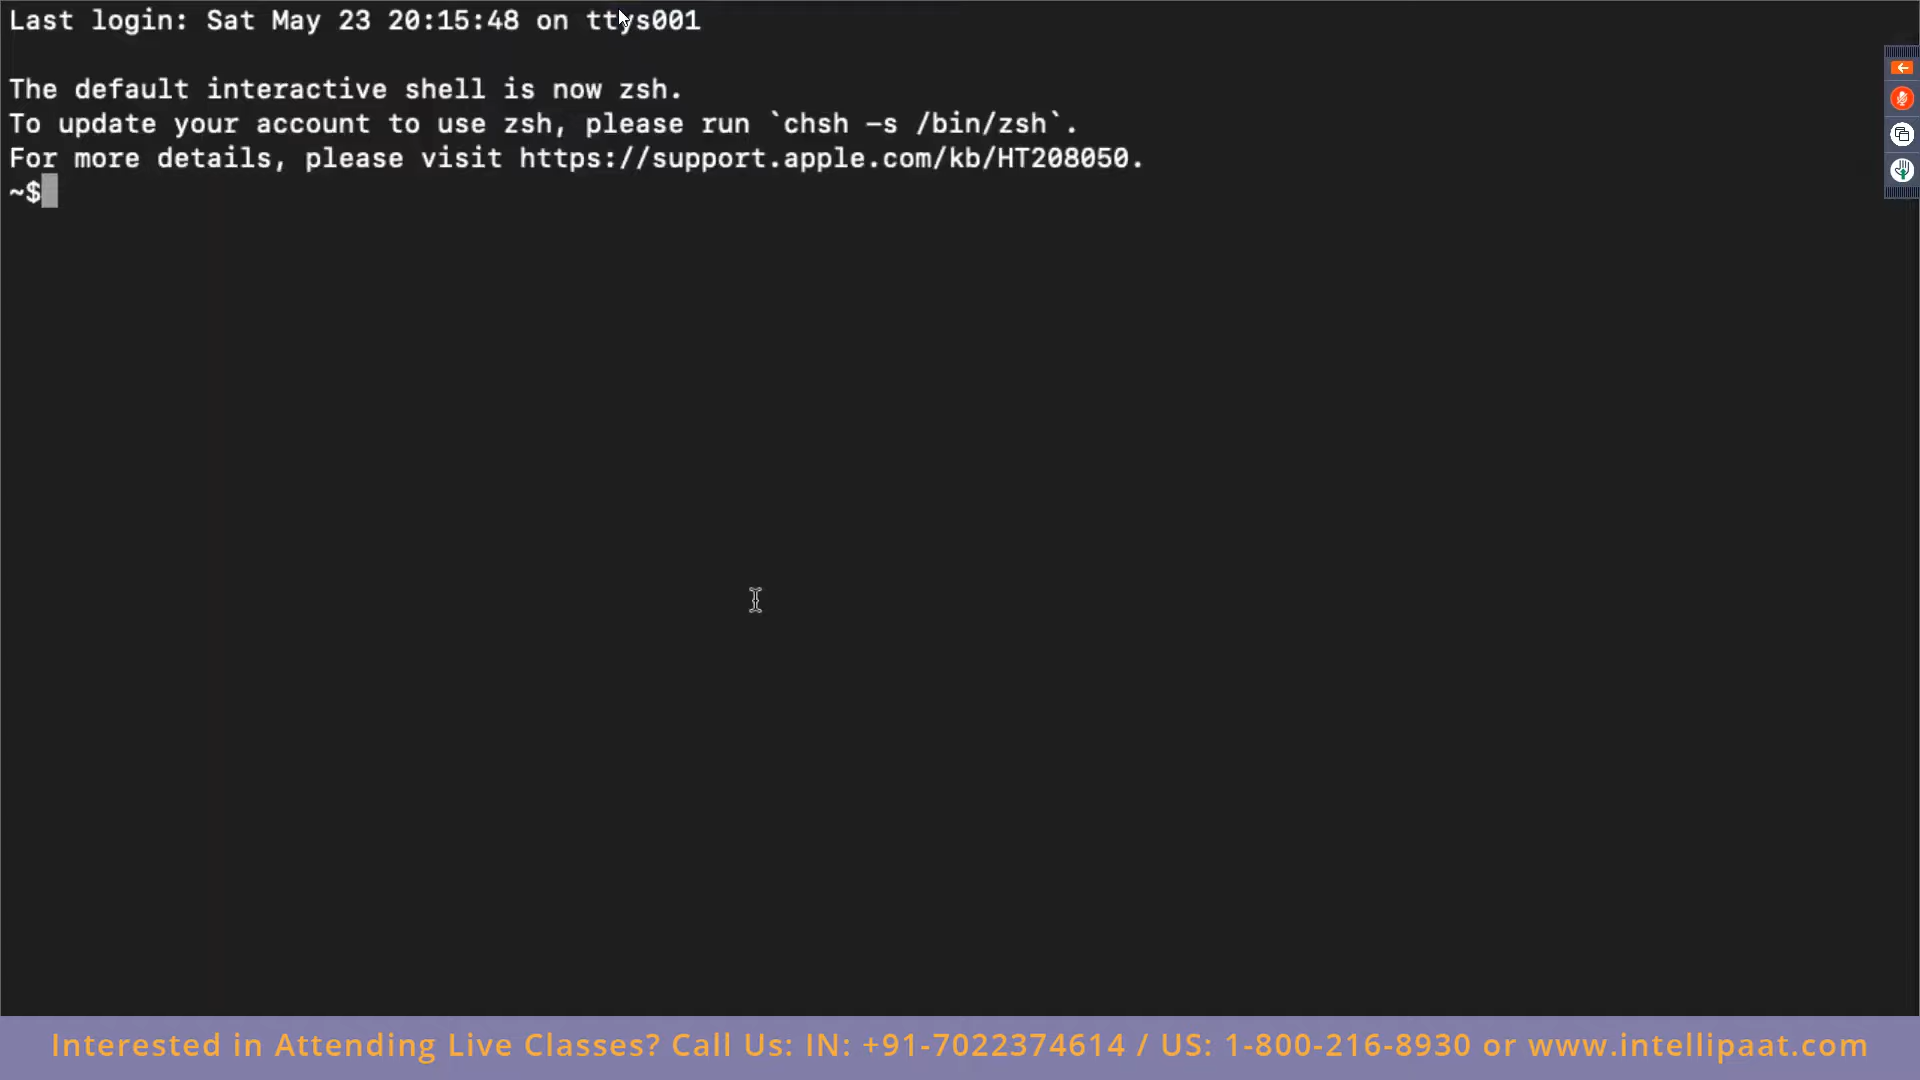 Last login: Sat May 23 20:15:48 on ttys001
The default interactive shell is now zsh.
To update your account to use zsh, please run `chsh -s /bin/zsh`.
For more details, please visit https://support.apple.com/kb/HT208050.
~$
Interested in Attending Live Classes? Call Us: IN: +91-7022374614 / US: 1-800-216-8930 or www.intellipaat.com